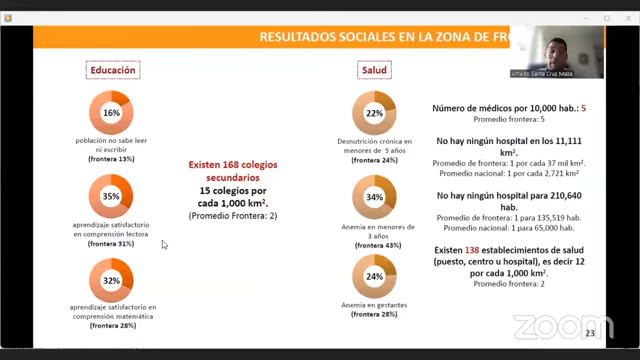 RESULTADOS SOCIALES EN LA ZONA DE
Alfredo Santa Cruz Maza
Educación
16%
población no sabe leer
ni escribir
(frontera 13%)
35%
aprendizaje satisfactorio
en comprensión lectora
(frontera 31%)
32%
aprendizaje satisfactorio en
comprensión matemática
(frontera 28%)
Existen 168 colegios
secundarios
15 colegios por
cada 1,000 km².
(Promedio Frontera: 2)
Salud
22%
Desnutrición crónica en
menores de 5 años
(frontera 24%)
34%
Anemia en menores de
3 años
(frontera 43%)
24%
Anemia en gestantes
(frontera 28%)
Número de médicos por 10,000 hab.: 5
Promedio frontera: 5
No hay ningún hospital en los 11,111
km².
Promedio de frontera: 1 por cada 37 mil km².
Promedio nacional: 1 por cada 2,721 km²
No hay ningún hospital para 210,640
hab.
Promedio de frontera: 1 para 135,519 hab.
Promedio nacional: 1 para 65,000 hab.
Existen 138 establecimientos de salud
(puesto, centro u hospital), es decir 12
por cada 1,000 km².
Promedio frontera: 2
zoom
23